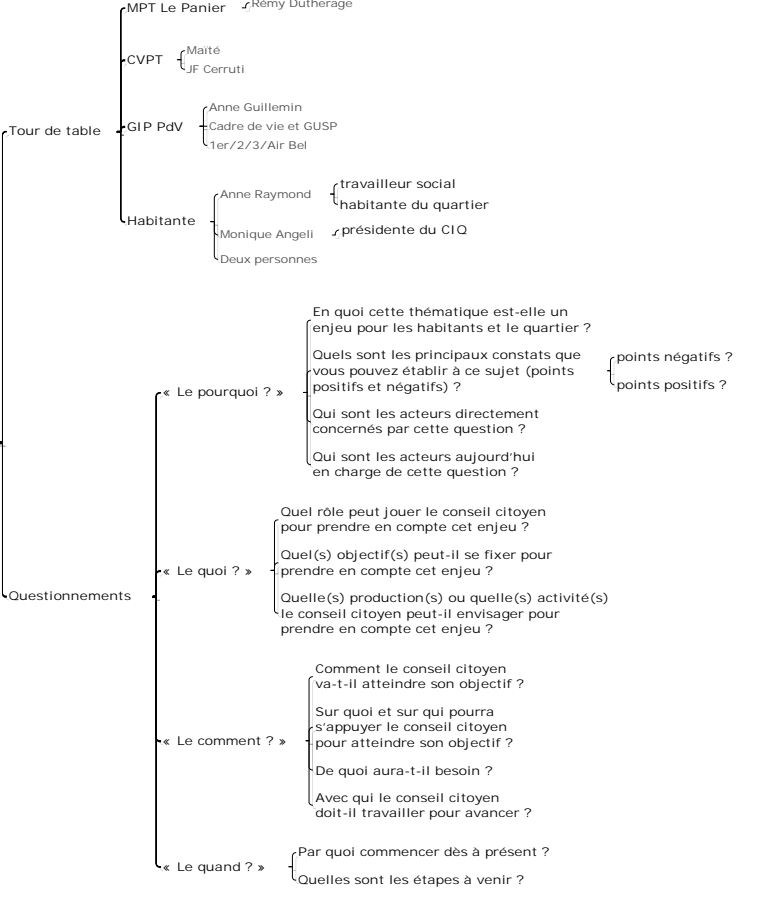 MPT Le Panier
Rémy Dutherage
CVPT
Maïté
JF Cerruti
Tour de table
GIP PdV
Anne Guillemin
Cadre de vie et GUSP
1er/2/3/Air Bel
Habitante
Anne Raymond
travailleur social
habitante du quartier
Monique Angeli
présidente du CIQ
Deux personnes
Questionnements
« Le pourquoi ? »
En quoi cette thématique est-elle un
enjeu pour les habitants et le quartier ?
Quels sont les principaux constats que
vous pouvez établir à ce sujet (points
positifs et négatifs) ?
points négatifs ?
points positifs ?
Qui sont les acteurs directement
concernés par cette question ?
Qui sont les acteurs aujourd'hui
en charge de cette question ?
« Le quoi ? »
Quel rôle peut jouer le conseil citoyen
pour prendre en compte cet enjeu ?
Quel(s) objectif(s) peut-il se fixer pour
prendre en compte cet enjeu ?
Quelle(s) production(s) ou quelle(s) activité(s)
le conseil citoyen peut-il envisager pour
prendre en compte cet enjeu ?
« Le comment ? »
Comment le conseil citoyen
va-t-il atteindre son objectif ?
Sur quoi et sur qui pourra
s'appuyer le conseil citoyen
pour atteindre son objectif ?
De quoi aura-t-il besoin ?
Avec qui le conseil citoyen
doit-il travailler pour avancer ?
« Le quand ? »
Par quoi commencer dès à présent ?
Quelles sont les étapes à venir ?